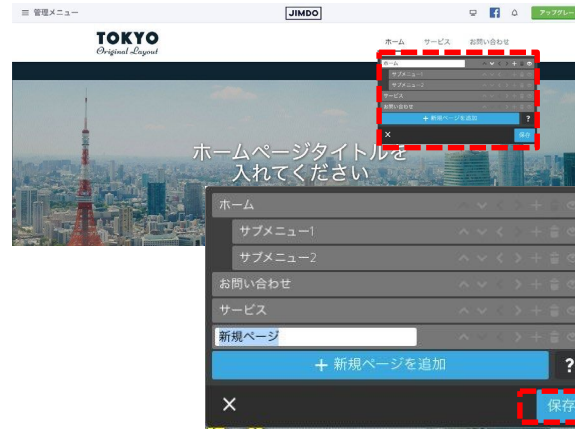 管理メニュー
JIMDO
アップグレー
TOKYO
Original Layout
ホーム サービス お問い合わせ
ホーム
サブメニュー1
サブメニュー2
サービス
お問い合わせ
+ 新規ページを追加 ?
× 保存
ホームページタイトルを
入れてください
ホーム
サブメニュー1
サブメニュー2
お問い合わせ
サービス
新規ページ
+ 新規ページを追加 ?
× 保存